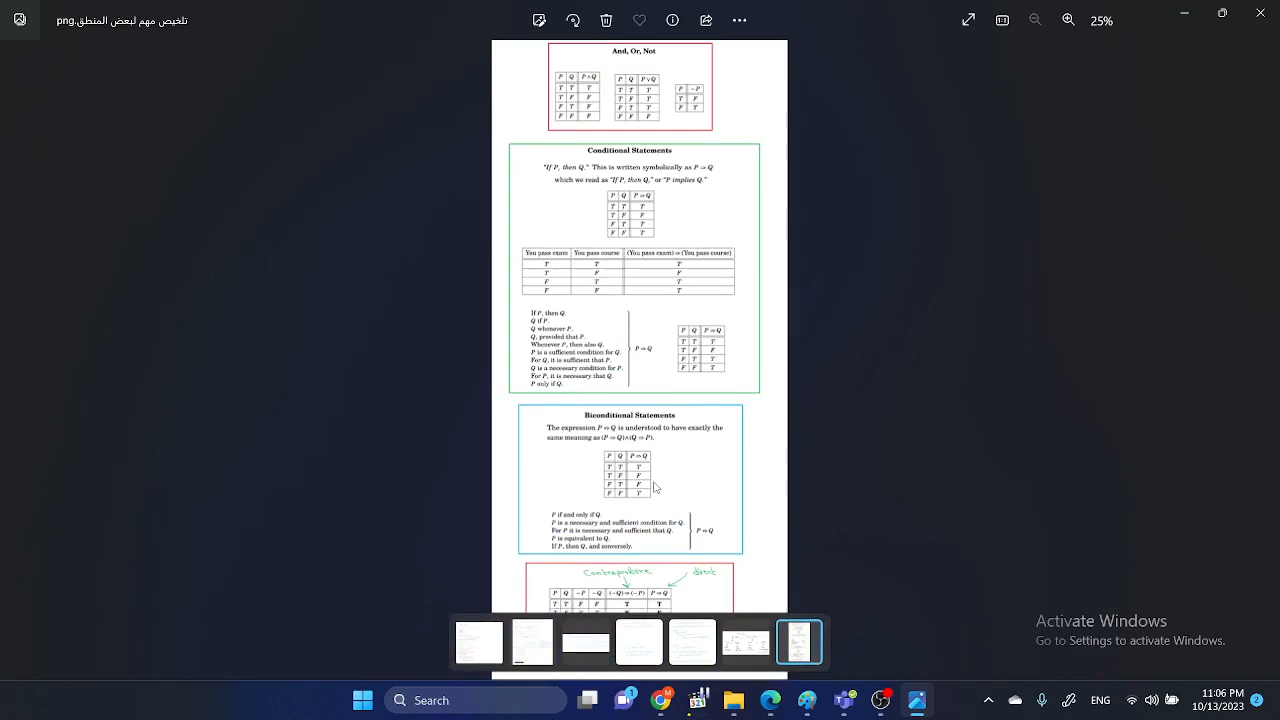 ملخص دروس المنطق.png
25%
And, Or, Not
P Q P∧Q
T T T
T F F
F T F
F F F
P Q P∨Q
T T T
T F T
F T T
F F F
P ∼P
T F
F T
Conditional Statements
"If P, then Q." This is written symbolically as P ⇒ Q
which we read as "If P, then Q," or "P implies Q."
P Q P⇒Q
T T T
T F F
F T T
F F T
You pass exam You pass course (You pass exam)⇒(You pass course)
T T T
T F F
F T T
F F T
If P, then Q.
Q if P.
Q whenever P.
Q, provided that P.
Whenever P, then also Q.
P is a sufficient condition for Q.
For Q, it is sufficient that P.
Q is a necessary condition for P.
For P, it is necessary that Q.
P only if Q.
P⇒Q
P Q P⇒Q
T T T
T F F
F T T
F F T
Biconditional Statements
The expression P ⇔ Q is understood to have exactly the
same meaning as (P ⇒ Q)∧(Q ⇒ P).
P Q P⇔Q
T T T
T F F
F T F
F F T
P if and only if Q.
P is a necessary and sufficient condition for Q.
For P it is necessary and sufficient that Q.
P is equivalent to Q.
If P, then Q, and conversely.
P⇔Q
Contrapositive direct
P Q ∼P ∼Q (∼Q)⇒(∼P) P⇒Q
T T F F T T
Activate Windows
Go to Settings to activate Windows.
Search
1
M
321
1:06 PM
10/10/2023